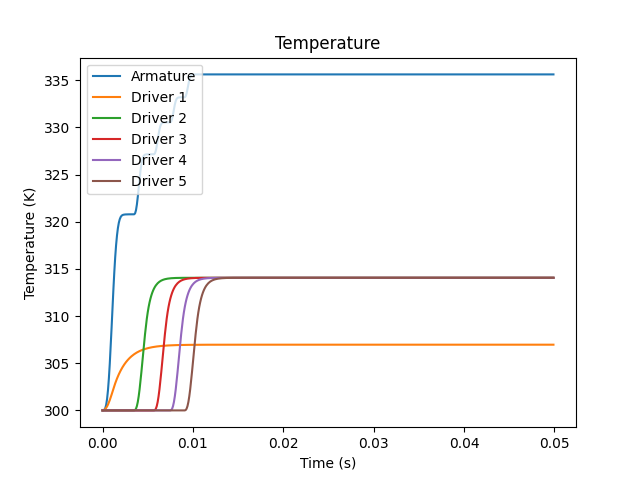 Temperature
Armature
Driver 1
Driver 2
Driver 3
Driver 4
Driver 5
Temperature (K)
335
330
325
320
315
310
305
300
0.00
0.01
0.02
0.03
0.04
0.05
Time (s)